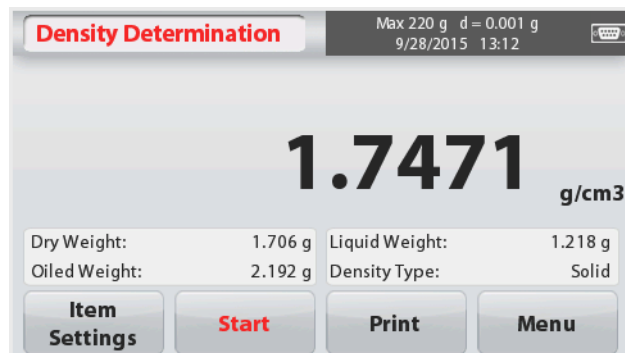 Density Determination
Max 220 g d = 0.001 g
9/28/2015 13:12
1.7471 g/cm3
Dry Weight: 1.706 g Liquid Weight: 1.218 g
Oiled Weight: 2.192 g Density Type: Solid
Item Settings
Start
Print
Menu